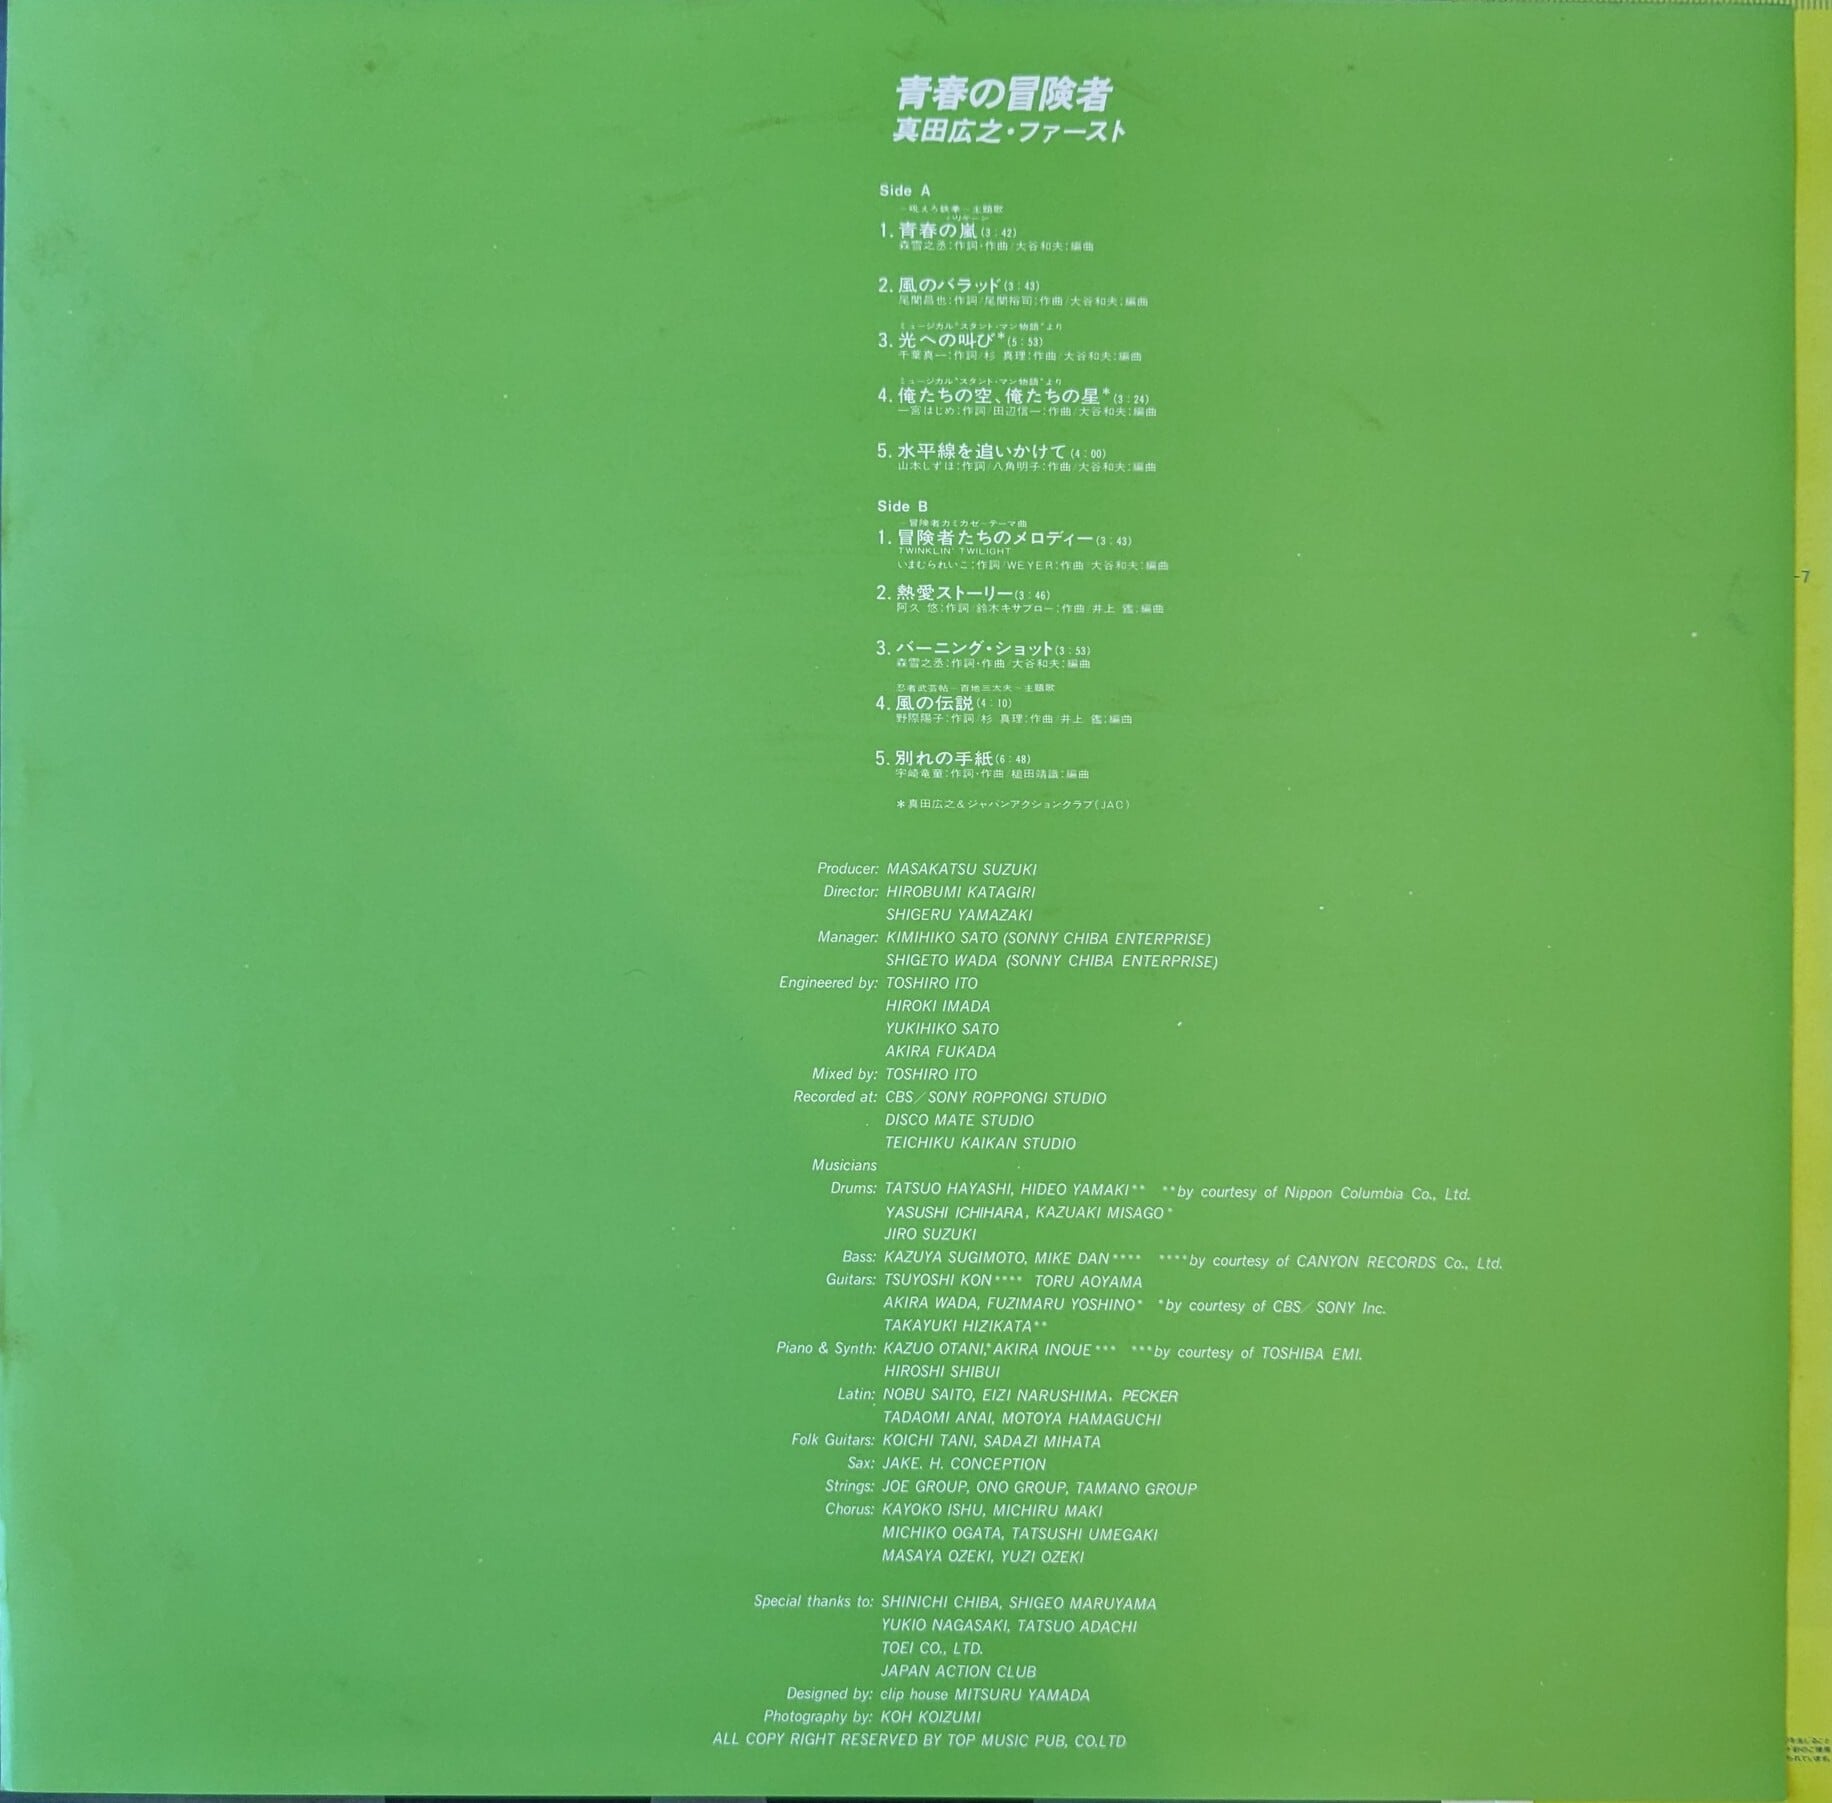 青春の冒険者
真田広之・ファースト
Side A
〜吼えろ鉄拳〜主題歌
ハリケーン
1. 青春の嵐(3:42)
森雪之丞:作詞・作曲/大谷和夫:編曲
2. 風のバラッド(3:43)
尾関昌也:作詞/尾関裕司:作曲/大谷和夫:編曲
ミュージカル"スタント・マン物語"より
3. 光への叫び*(5:53)
千葉真一:作詞/杉 真理:作曲/大谷和夫:編曲
ミュージカル"スタント・マン物語"より
4. 俺たちの空、俺たちの星*(3:24)
一宮はじめ:作詞/田辺信一:作曲/大谷和夫:編曲
5. 水平線を追いかけて(4:00)
山本しずほ:作詞/八角明子:作曲/大谷和夫:編曲
Side B
〜冒険者カミカゼ〜テーマ曲
1. 冒険者たちのメロディー(3:43)
TWINKLIN' TWILIGHT
いまむられいこ:作詞/WEYER:作曲/大谷和夫:編曲
2. 熱愛ストーリー(3:46)
阿久 悠:作詞/鈴木キサブロー:作曲/井上 鑑:編曲
3. バーニング・ショット(3:53)
森雪之丞:作詞・作曲/大谷和夫:編曲
忍者武芸帖〜百地三太夫〜主題歌
4. 風の伝説(4:10)
野際陽子:作詞/杉 真理:作曲/井上 鑑:編曲
5. 別れの手紙(6:48)
宇崎竜童:作詞・作曲/槌田靖識:編曲
*真田広之&ジャパンアクションクラブ(JAC)
Producer: MASAKATSU SUZUKI
Director: HIROBUMI KATAGIRI
SHIGERU YAMAZAKI
Manager: KIMIHIKO SATO (SONNY CHIBA ENTERPRISE)
SHIGETO WADA (SONNY CHIBA ENTERPRISE)
Engineered by: TOSHIRO ITO
HIROKI IMADA
YUKIHIKO SATO
AKIRA FUKADA
Mixed by: TOSHIRO ITO
Recorded at: CBS/SONY ROPPONGI STUDIO
DISCO MATE STUDIO
TEICHIKU KAIKAN STUDIO
Musicians
Drums: TATSUO HAYASHI, HIDEO YAMAKI** **by courtesy of Nippon Columbia Co., Ltd.
YASUSHI ICHIHARA, KAZUAKI MISAGO*
JIRO SUZUKI
Bass: KAZUYA SUGIMOTO, MIKE DAN**** ****by courtesy of CANYON RECORDS Co., Ltd.
Guitars: TSUYOSHI KON**** TORU AOYAMA
AKIRA WADA, FUZIMARU YOSHINO* *by courtesy of CBS/SONY Inc.
TAKAYUKI HIZIKATA**
Piano & Synth: KAZUO OTANI,* AKIRA INOUE*** ***by courtesy of TOSHIBA EMI.
HIROSHI SHIBUI
Latin: NOBU SAITO, EIZI NARUSHIMA, PECKER
TADAOMI ANAI, MOTOYA HAMAGUCHI
Folk Guitars: KOICHI TANI, SADAZI MIHATA
Sax: JAKE. H. CONCEPTION
Strings: JOE GROUP, ONO GROUP, TAMANO GROUP
Chorus: KAYOKO ISHU, MICHIRU MAKI
MICHIKO OGATA, TATSUSHI UMEGAKI
MASAYA OZEKI, YUZI OZEKI
Special thanks to: SHINICHI CHIBA, SHIGEO MARUYAMA
YUKIO NAGASAKI, TATSUO ADACHI
TOEI CO., LTD.
JAPAN ACTION CLUB
Designed by: clip house MITSURU YAMADA
Photography by: KOH KOIZUMI
ALL COPY RIGHT RESERVED BY TOP MUSIC PUB, CO.LTD
-7